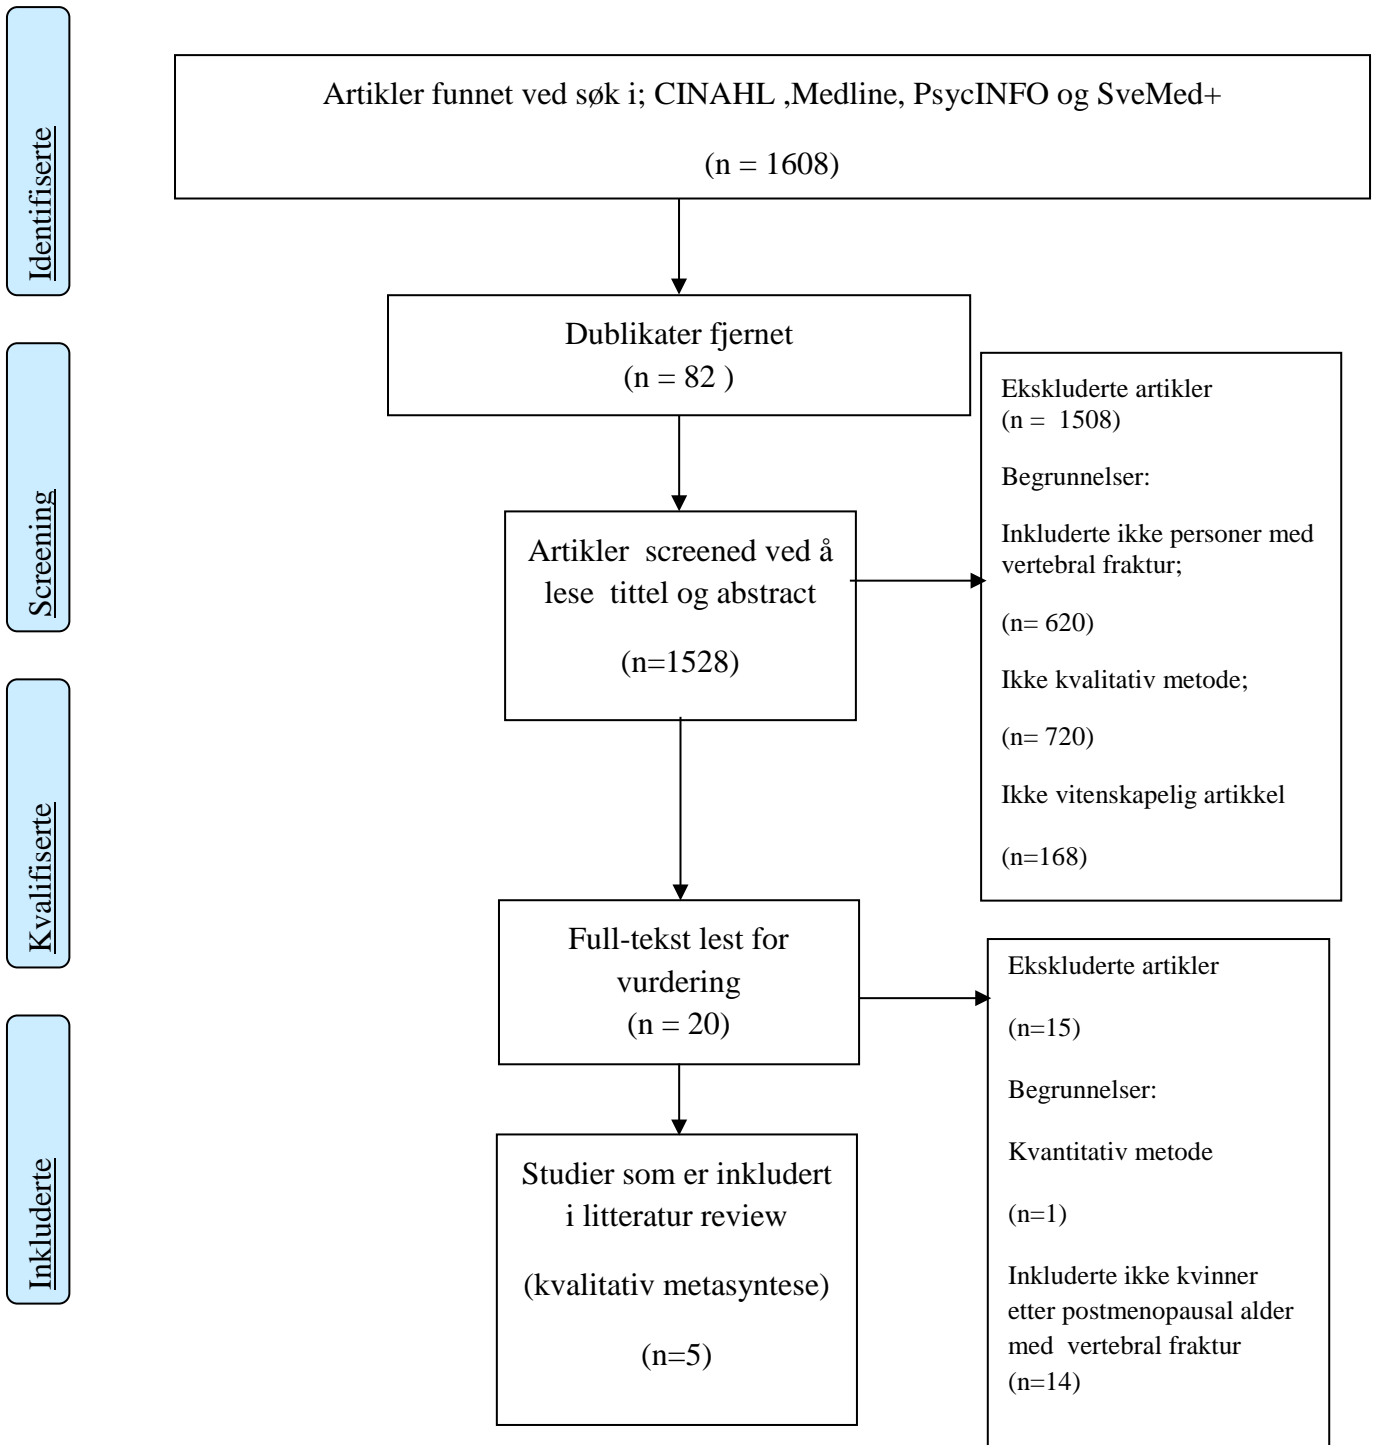 Identifiserte
Artikler funnet ved søk i; CINAHL ,Medline, PsycINFO og SveMed+
(n = 1608)
Dublikater fjernet
(n = 82 )
Screening
Artikler  screened ved å
lese  tittel og abstract
(n=1528)
Ekskluderte artikler
(n =  1508)
Begrunnelser:
Inkluderte ikke personer med
vertebral fraktur;
(n= 620)
Ikke kvalitativ metode;
(n= 720)
Ikke vitenskapelig artikkel
(n=168)
Kvalifiserte
Full-tekst lest for
vurdering
(n = 20)
Ekskluderte artikler
(n=15)
Begrunnelser:
Kvantitativ metode
(n=1)
Inkluderte ikke kvinner
etter postmenopausal alder
med  vertebral fraktur
(n=14)
Inkluderte
Studier som er inkludert
i litteratur review
(kvalitativ metasyntese)
(n=5)